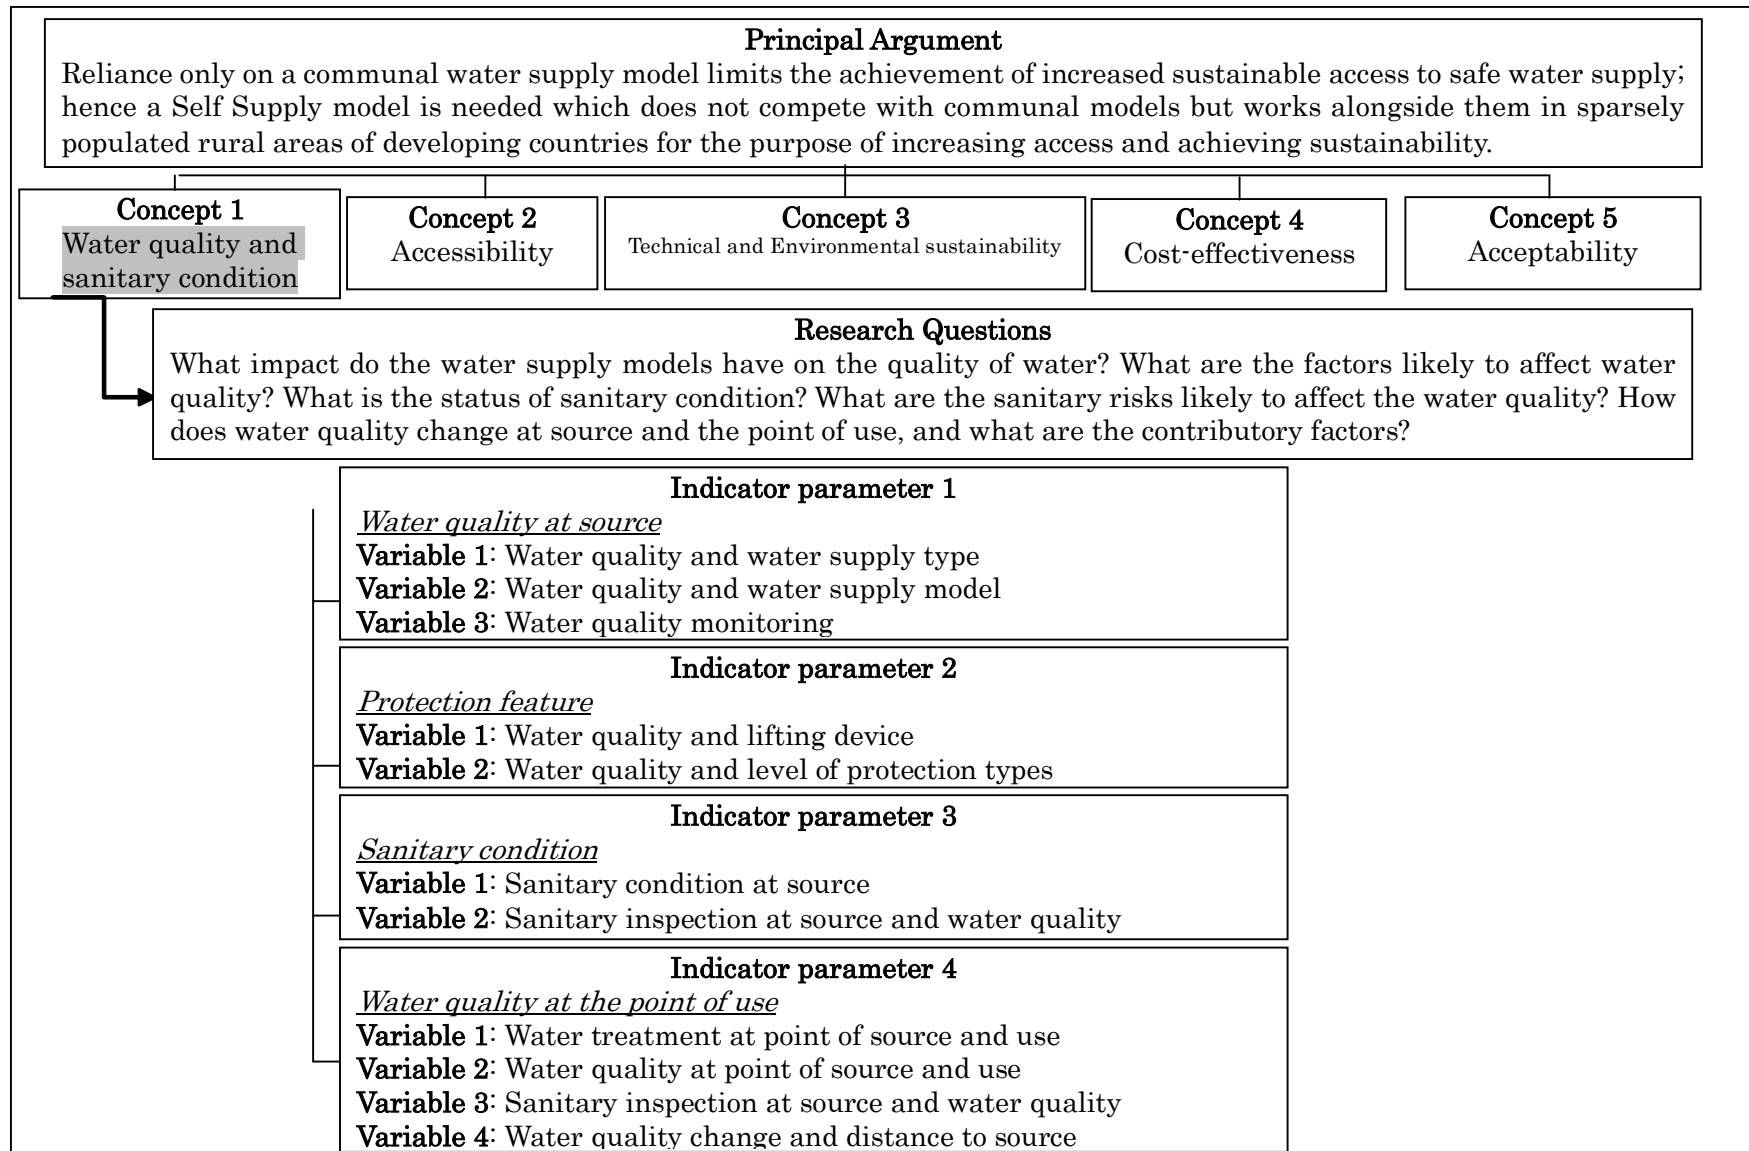 Principal Argument
Reliance only on a communal water supply model limits the achievement of increased sustainable access to safe water supply;
hence a Self Supply model is needed which does not compete with communal models but works alongside them in sparsely
populated rural areas of developing countries for the purpose of increasing access and achieving sustainability.
Concept 1
Water quality and
sanitary condition
Concept 2
Accessibility
Concept 3
Technical and Environmental sustainability
Concept 4
Cost-effectiveness
Concept 5
Acceptability
Research Questions
What impact do the water supply models have on the quality of water? What are the factors likely to affect water
quality? What is the status of sanitary condition? What are the sanitary risks likely to affect the water quality? How
does water quality change at source and the point of use, and what are the contributory factors?
Indicator parameter 1
Water quality at source
Variable 1: Water quality and water supply type
Variable 2: Water quality and water supply model
Variable 3: Water quality monitoring
Indicator parameter 2
Protection feature
Variable 1: Water quality and lifting device
Variable 2: Water quality and level of protection types
Indicator parameter 3
Sanitary condition
Variable 1: Sanitary condition at source
Variable 2: Sanitary inspection at source and water quality
Indicator parameter 4
Water quality at the point of use
Variable 1: Water treatment at point of source and use
Variable 2: Water quality at point of source and use
Variable 3: Sanitary inspection at source and water quality
Variable 4: Water quality change and distance to source